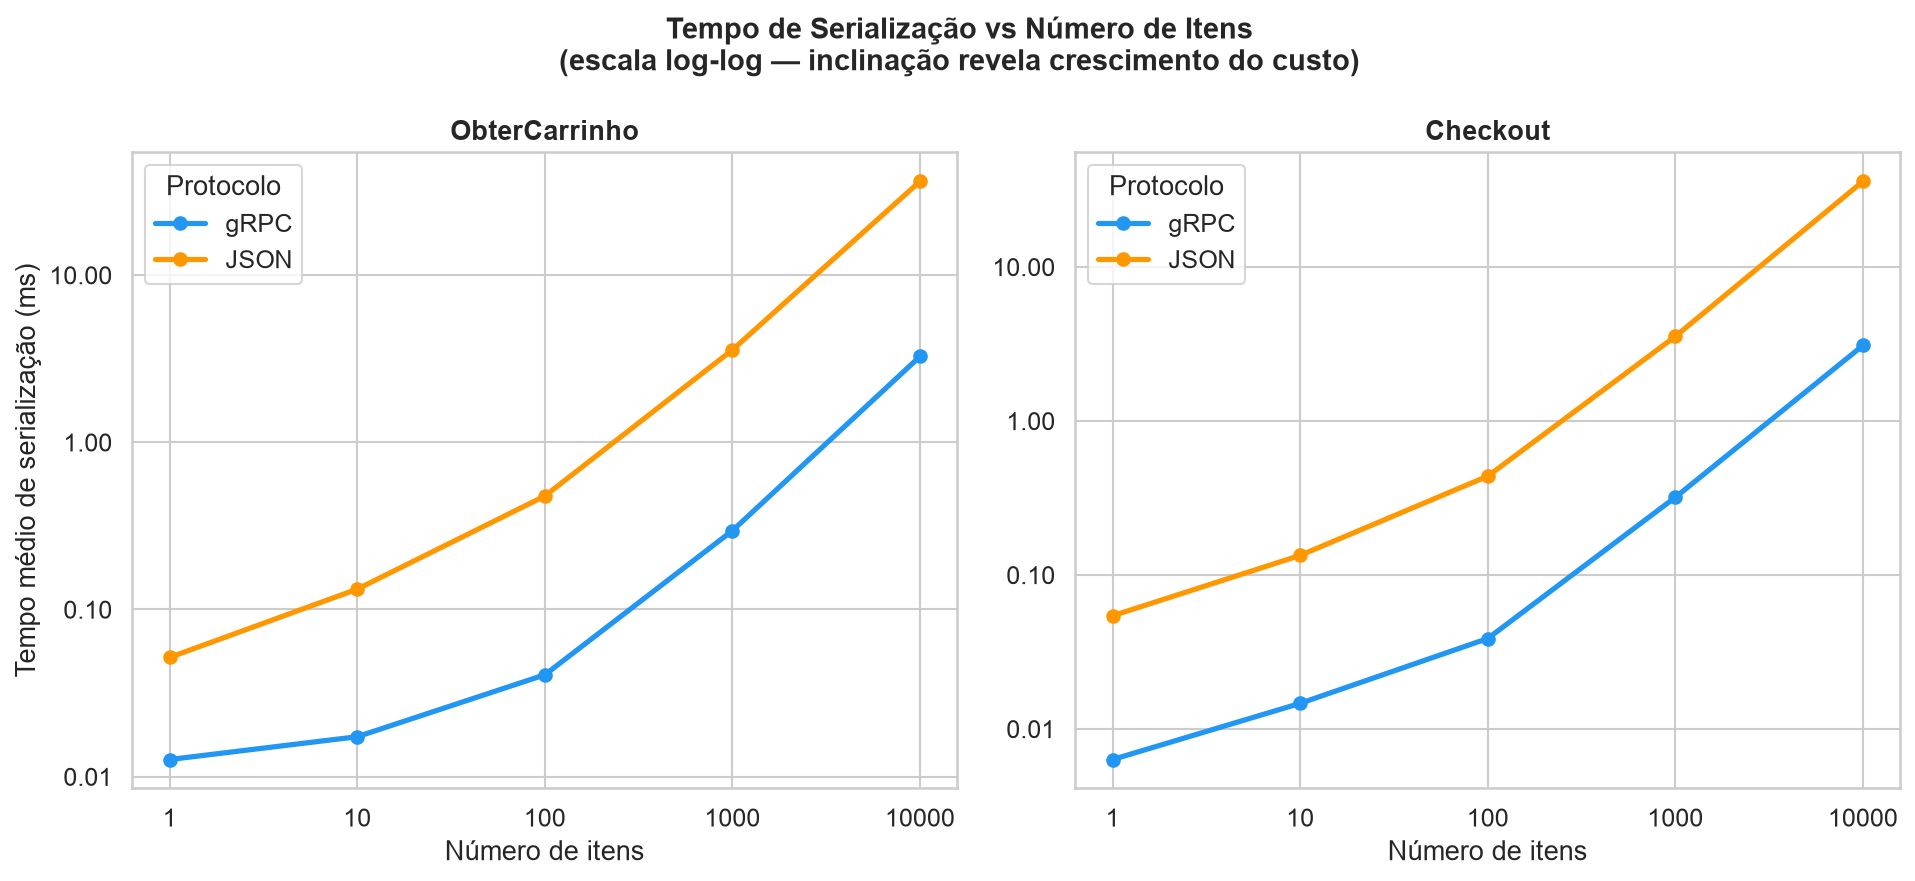 Tempo de Serialização vs Número de Itens
(escala log-log — inclinação revela crescimento do custo)
ObterCarrinho
Protocolo
gRPC
JSON
Tempo médio de serialização (ms)
10.00
1.00
0.10
0.01
1 10 100 1000 10000
Número de itens
Checkout
Protocolo
gRPC
JSON
10.00
1.00
0.10
0.01
1 10 100 1000 10000
Número de itens